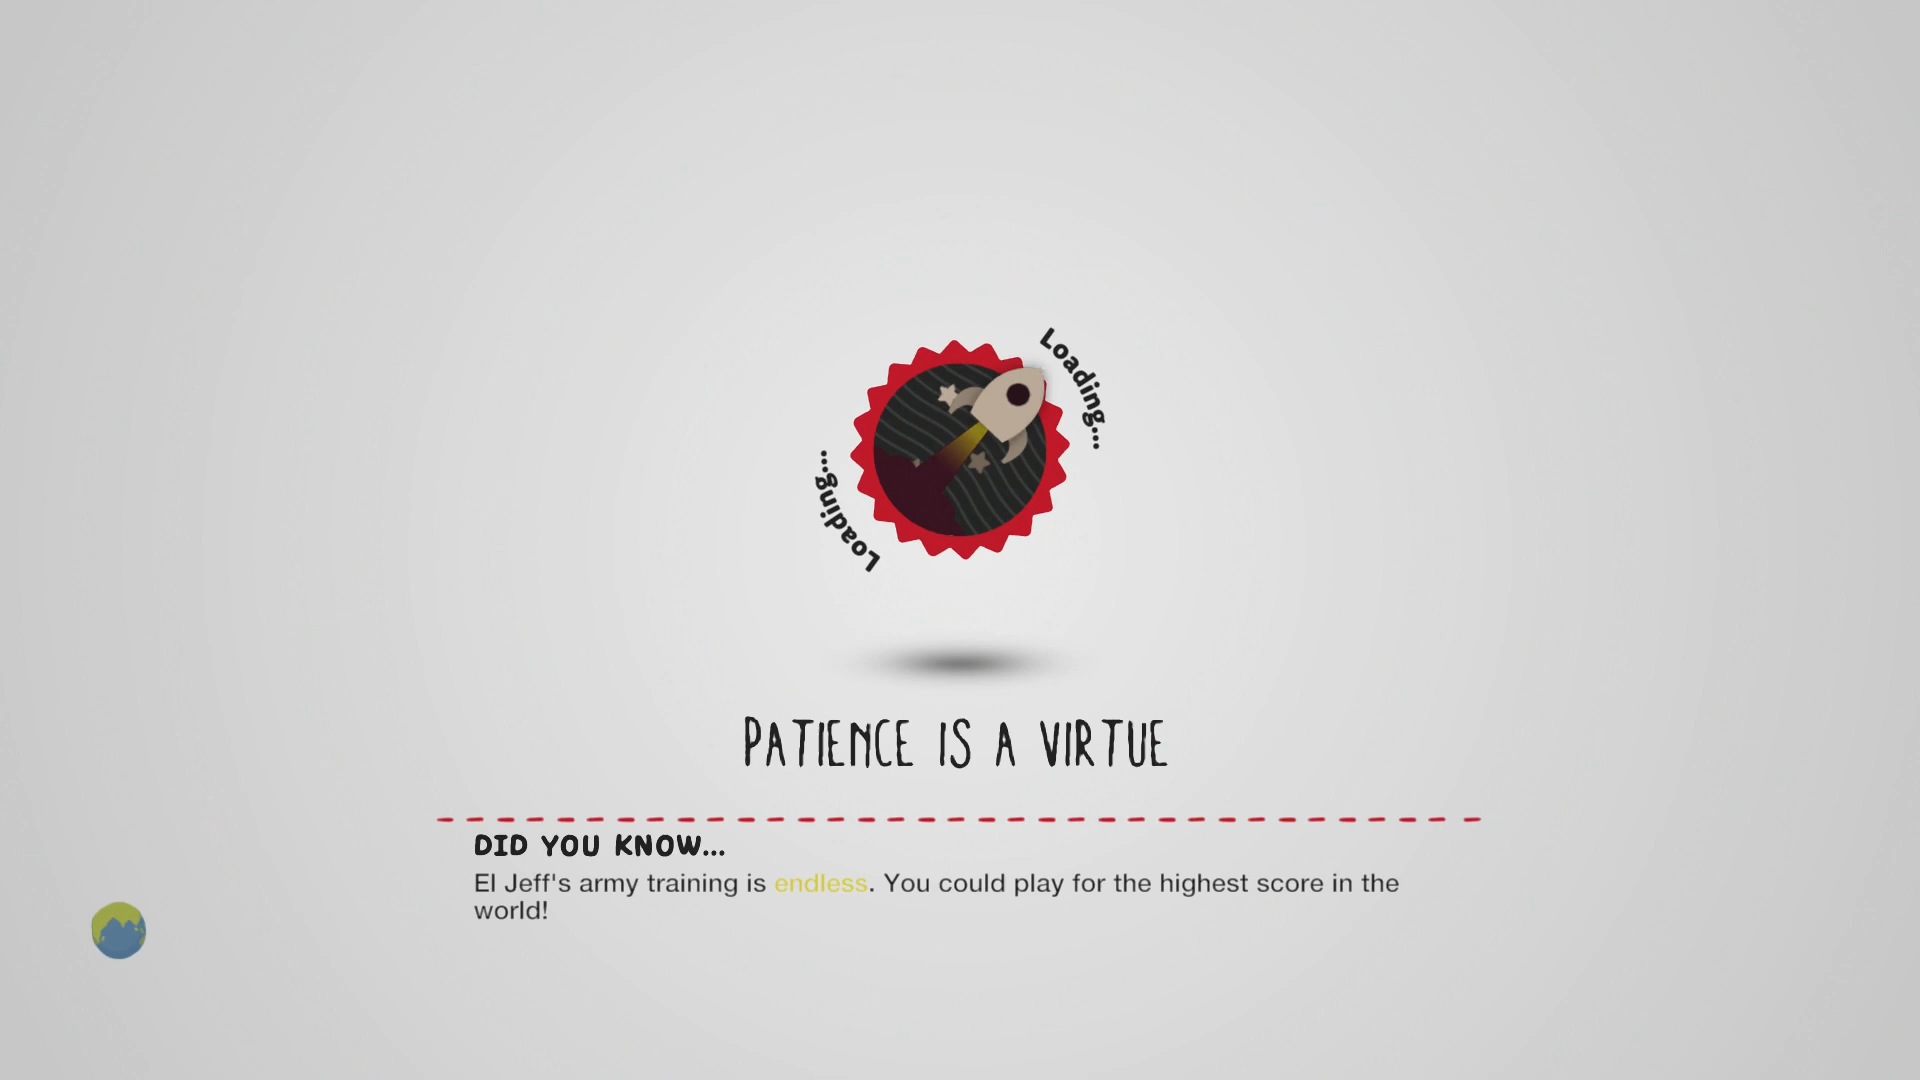 Loading...
Loading...
PATIENCE IS A VIRTUE
DID YOU KNOW...
El Jeff's army training is endless. You could play for the highest score in the
world!